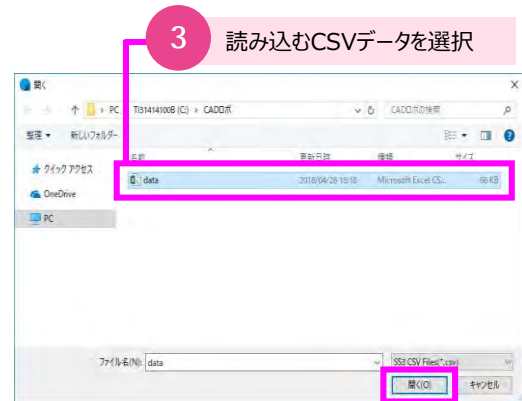 3 読み込むCSVデータを選択
開く
PC > TI31414100B (C:) > CADロボ
CADロボの検索
整理 新しいフォルダー
名前 更新日時 種類 サイズ
クイック アクセス
data 2018/04/26 15:18 Microsoft Excel CS... 66 KB
OneDrive
PC
ファイル名(N): data SS3 CSV Files(*.csv)
開く(O) キャンセル